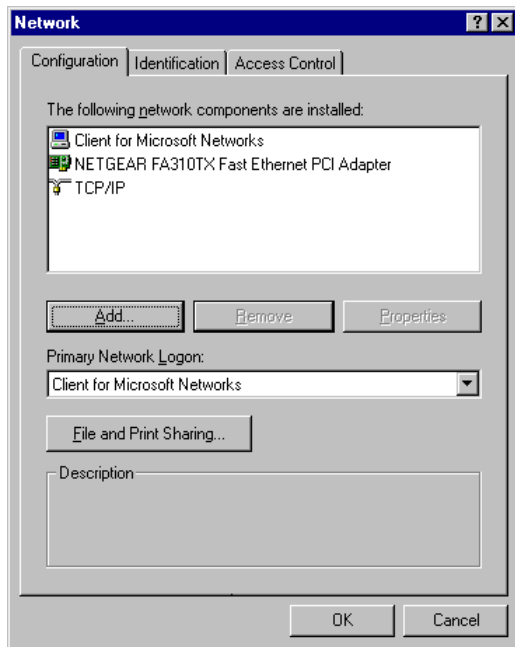 Network
Configuration
Identification
Access Control
The following network components are installed:
Client for Microsoft Networks
NETGEAR FA310TX Fast Ethernet PCI Adapter
TCP/IP
Add...
Remove
Properties
Primary Network Logon:
Client for Microsoft Networks
File and Print Sharing...
Description
OK
Cancel